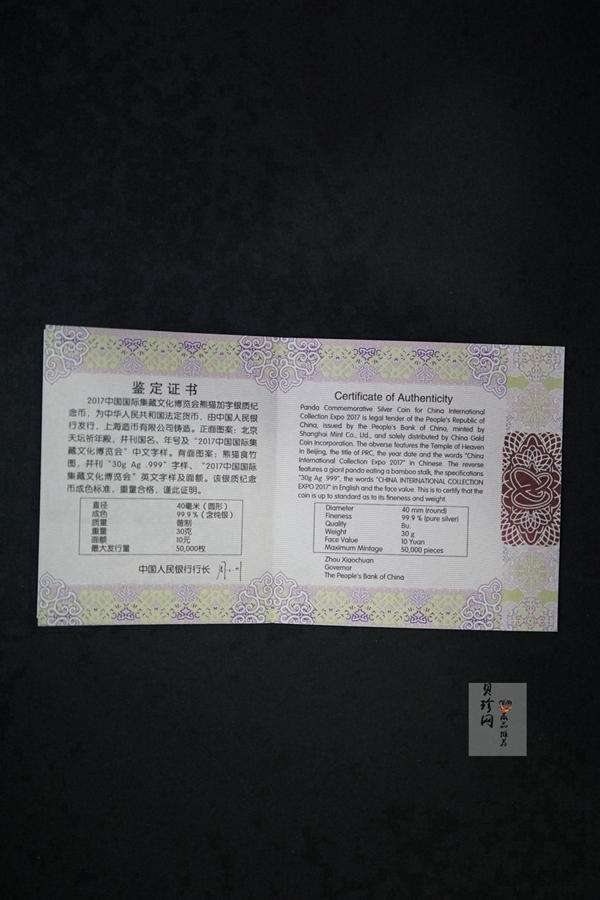 鉴定证书
2017中国国际集藏文化博览会熊猫加字银质纪
念币，为中华人民共和国法定货币，由中国人民银
行发行，上海造币有限公司铸造。正面图案：北京
天坛祈年殿，并刊国名、年号及“2017中国国际集
藏文化博览会”中文字样。背面图案：熊猫食竹
图，并刊“30g Ag .999”字样、“2017中国国际
集藏文化博览会”英文字样及面额。该银质纪念
币成色标准，重量合格，谨此证明。
直径 40毫米（圆形）
成色 99.9％（含纯银）
质量 普制
重量 30克
面额 10元
最大发行量 50,000枚
中国人民银行行长
Certificate of Authenticity
Panda Commemorative Silver Coin for China International
Collection Expo 2017 is legal tender of the People's Republic of
China, issued by the People's Bank of China, minted by
Shanghai Mint Co., Ltd., and solely distributed by China Gold
Coin Incorporation. The obverse features the Temple of Heaven
in Beijing, the title of PRC, the year date and the words "China
International Collection Expo 2017" in Chinese. The reverse
features a giant panda eating a bamboo stalk, the specifications
"30g Ag .999", the words "CHINA INTERNATIONAL COLLECTION
EXPO 2017" in English and the face value. This is to certify that the
coin is up to standard as to its fineness and weight.
Diameter 40 mm (round)
Fineness 99.9 % (pure silver)
Quality Bu.
Weight 30 g
Face Value 10 Yuan
Maximum Mintage 50,000 pieces
Zhou Xiaochuan
Governor
The People's Bank of China
贝珍网
商品推荐